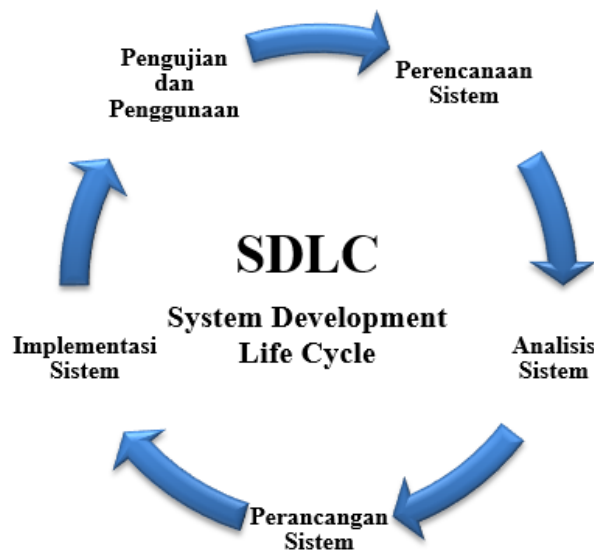 Pengujian
dan
Penggunaan
Perencanaan
Sistem
SDLC
System Development
Life Cycle
Implementasi
Sistem
Analisis
Sistem
Perancangan
Sistem